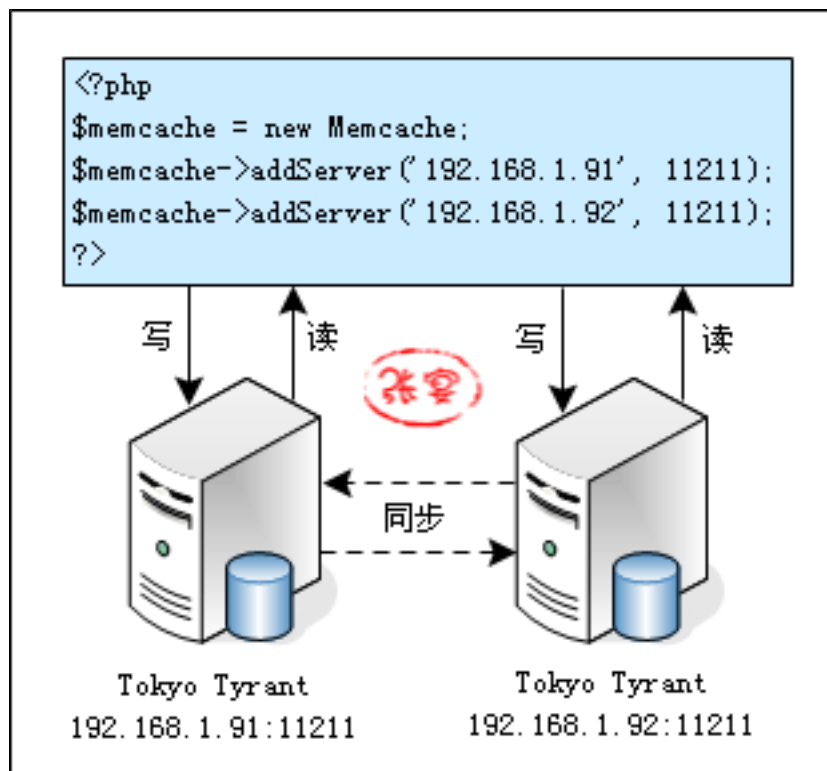 <?php
$memcache = new Memcache;
$memcache->addServer('192.168.1.91', 11211);
$memcache->addServer('192.168.1.92', 11211);
?>
写
读
写
读
张宴
同步
Tokyo Tyrant
192.168.1.91:11211
Tokyo Tyrant
192.168.1.92:11211